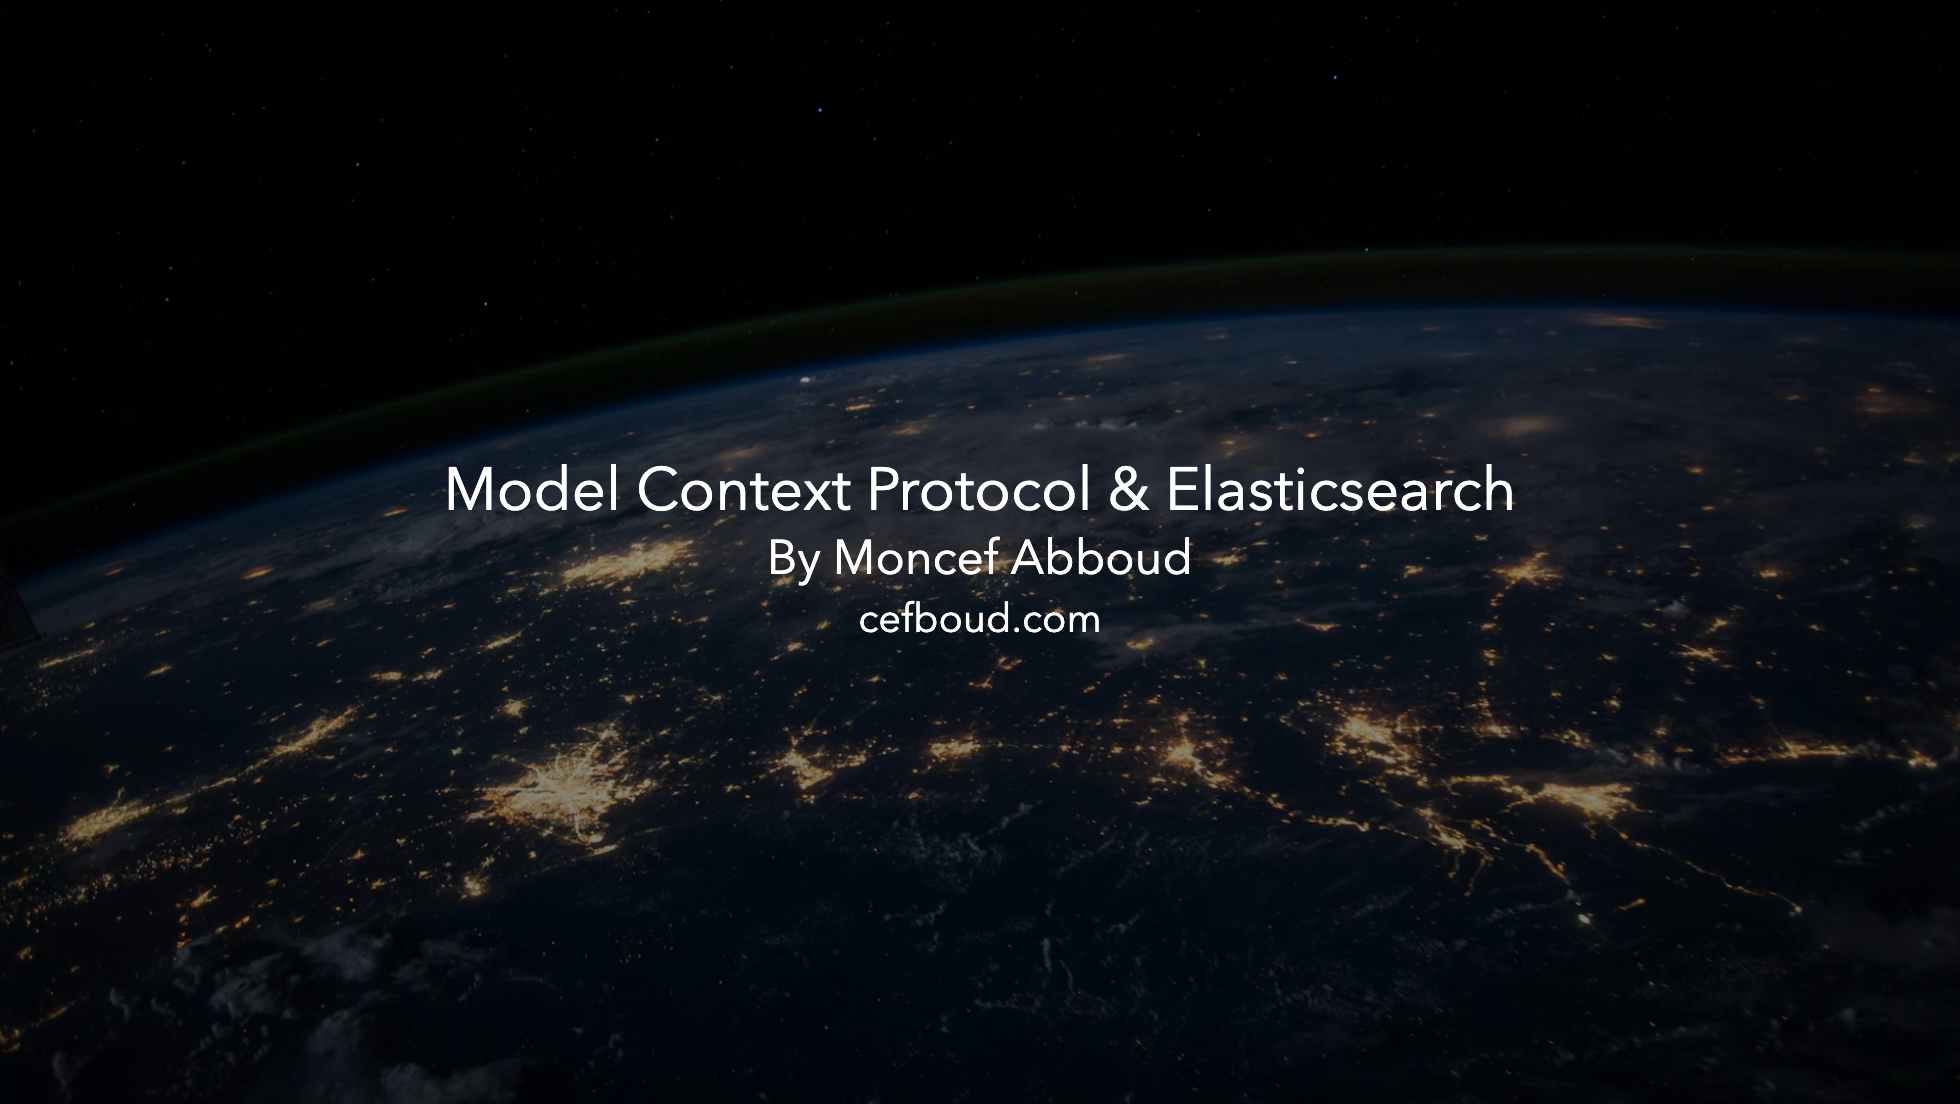 Model Context Protocol & Elasticsearch
By Moncef Abboud
cefboud.com